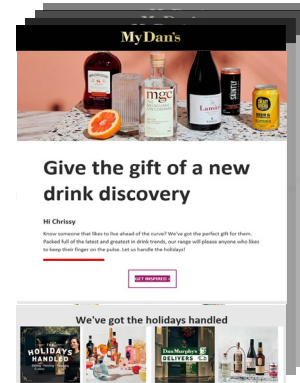 MyDan's
mgc
Lamar
SAINTLY
Give the gift of a new
drink discovery
Hi Chrissy
Know someone that likes to live ahead of the curve? We've got the perfect gift for them.
Packed full of the latest and greatest in drink trends, our range will please anyone who likes
to keep their finger on the pulse. Let us handle the holidays!
GET INSPIRED
We've got the holidays handled
THE
HOLIDAYS
HANDLED
Dan Murphy's
DELIVERS